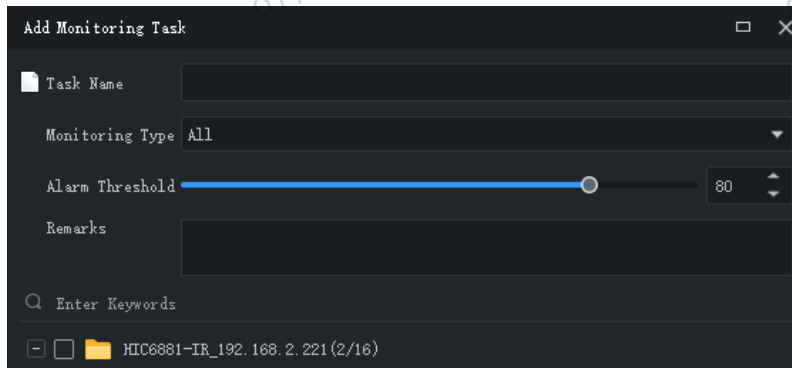 Add Monitoring Task
Task Name
Monitoring Type All
Alarm Threshold 80
Remarks
Enter Keywords
HIC6881-IR_192.168.2.221(2/16)